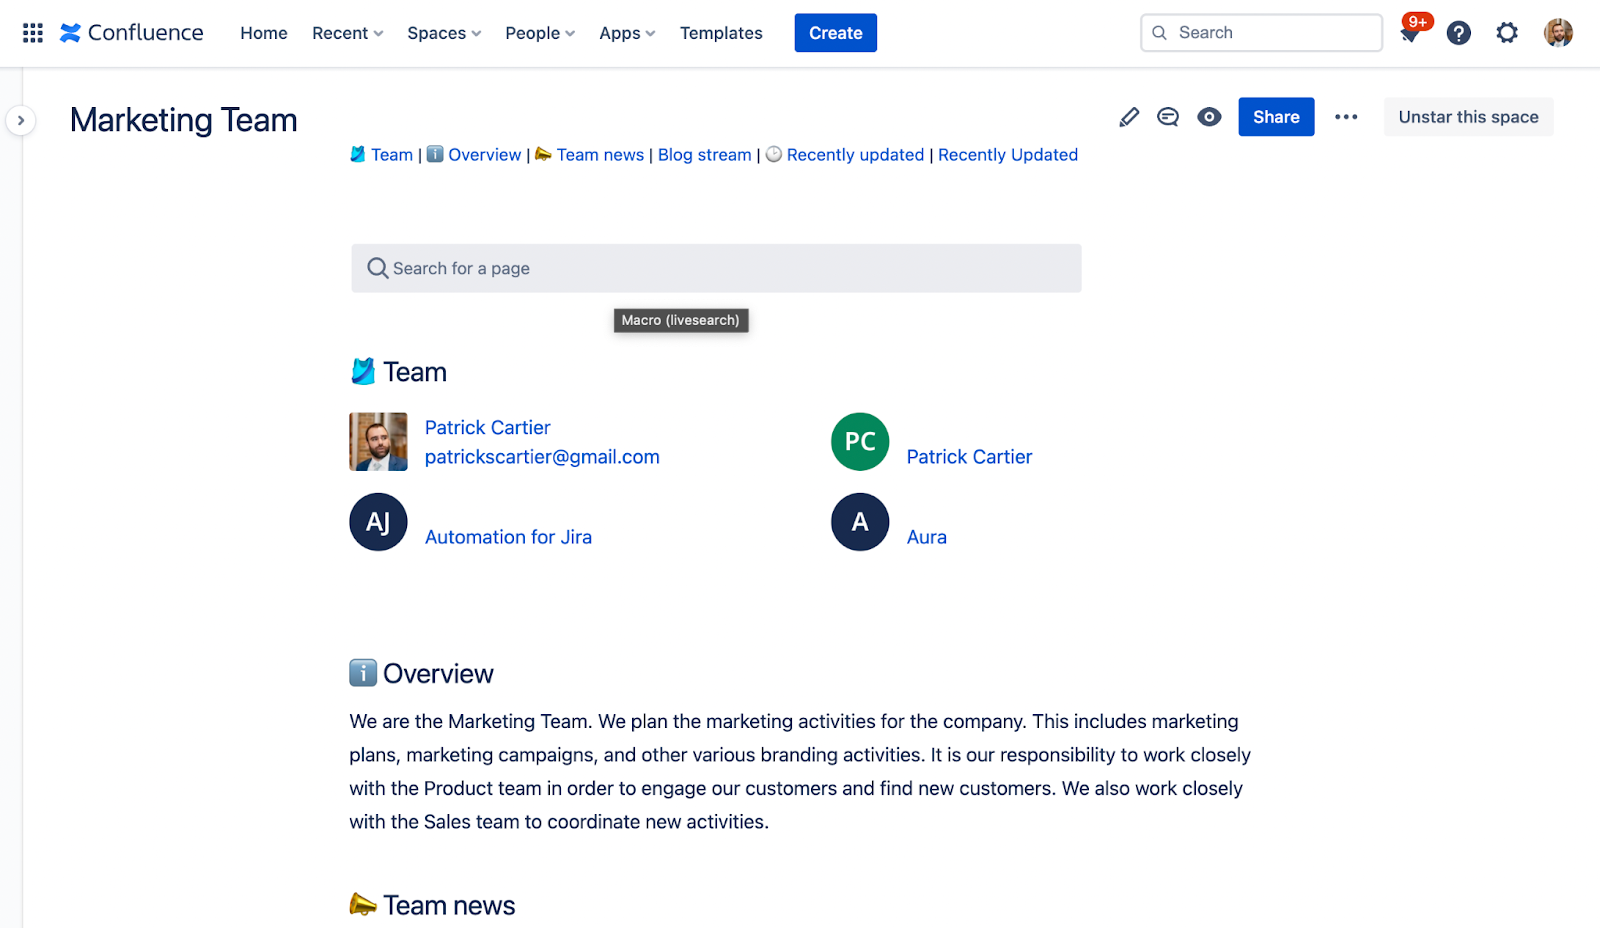 Confluence Home Recent Spaces People Apps Templates Create Search 9+
Marketing Team Share Unstar this space
Team | Overview | Team news | Blog stream | Recently updated | Recently Updated
Search for a page
Macro (livesearch)
Team
Patrick Cartier
patrickscartier@gmail.com
PC Patrick Cartier
AJ Automation for Jira
A Aura
Overview
We are the Marketing Team. We plan the marketing activities for the company. This includes marketing
plans, marketing campaigns, and other various branding activities. It is our responsibility to work closely
with the Product team in order to engage our customers and find new customers. We also work closely
with the Sales team to coordinate new activities.
Team news